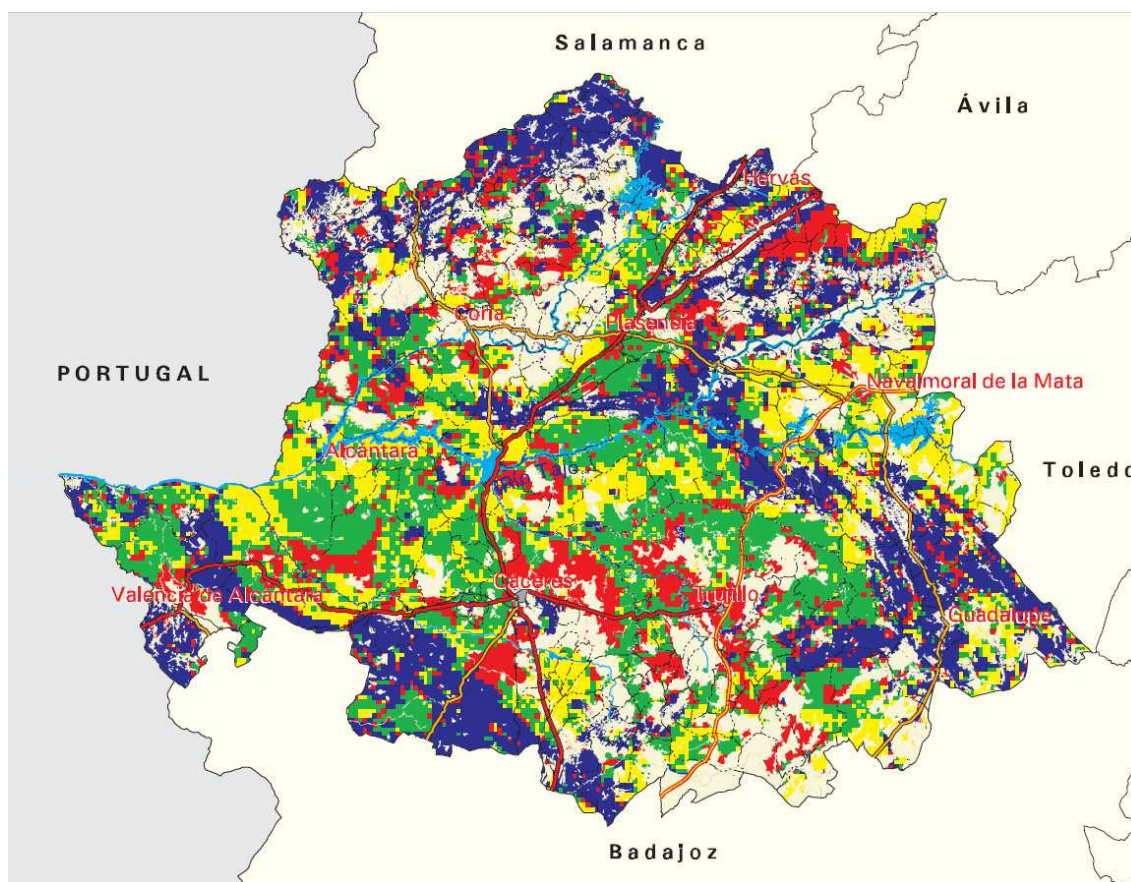 Salamanca
Ávila
Hervás
Coria
Plasencia
PORTUGAL
Navalmoral de la Mata
Alcántara
Tajo
Toledo
Cáceres
Valencia de Alcántara
Trujillo
Guadalupe
Badajoz